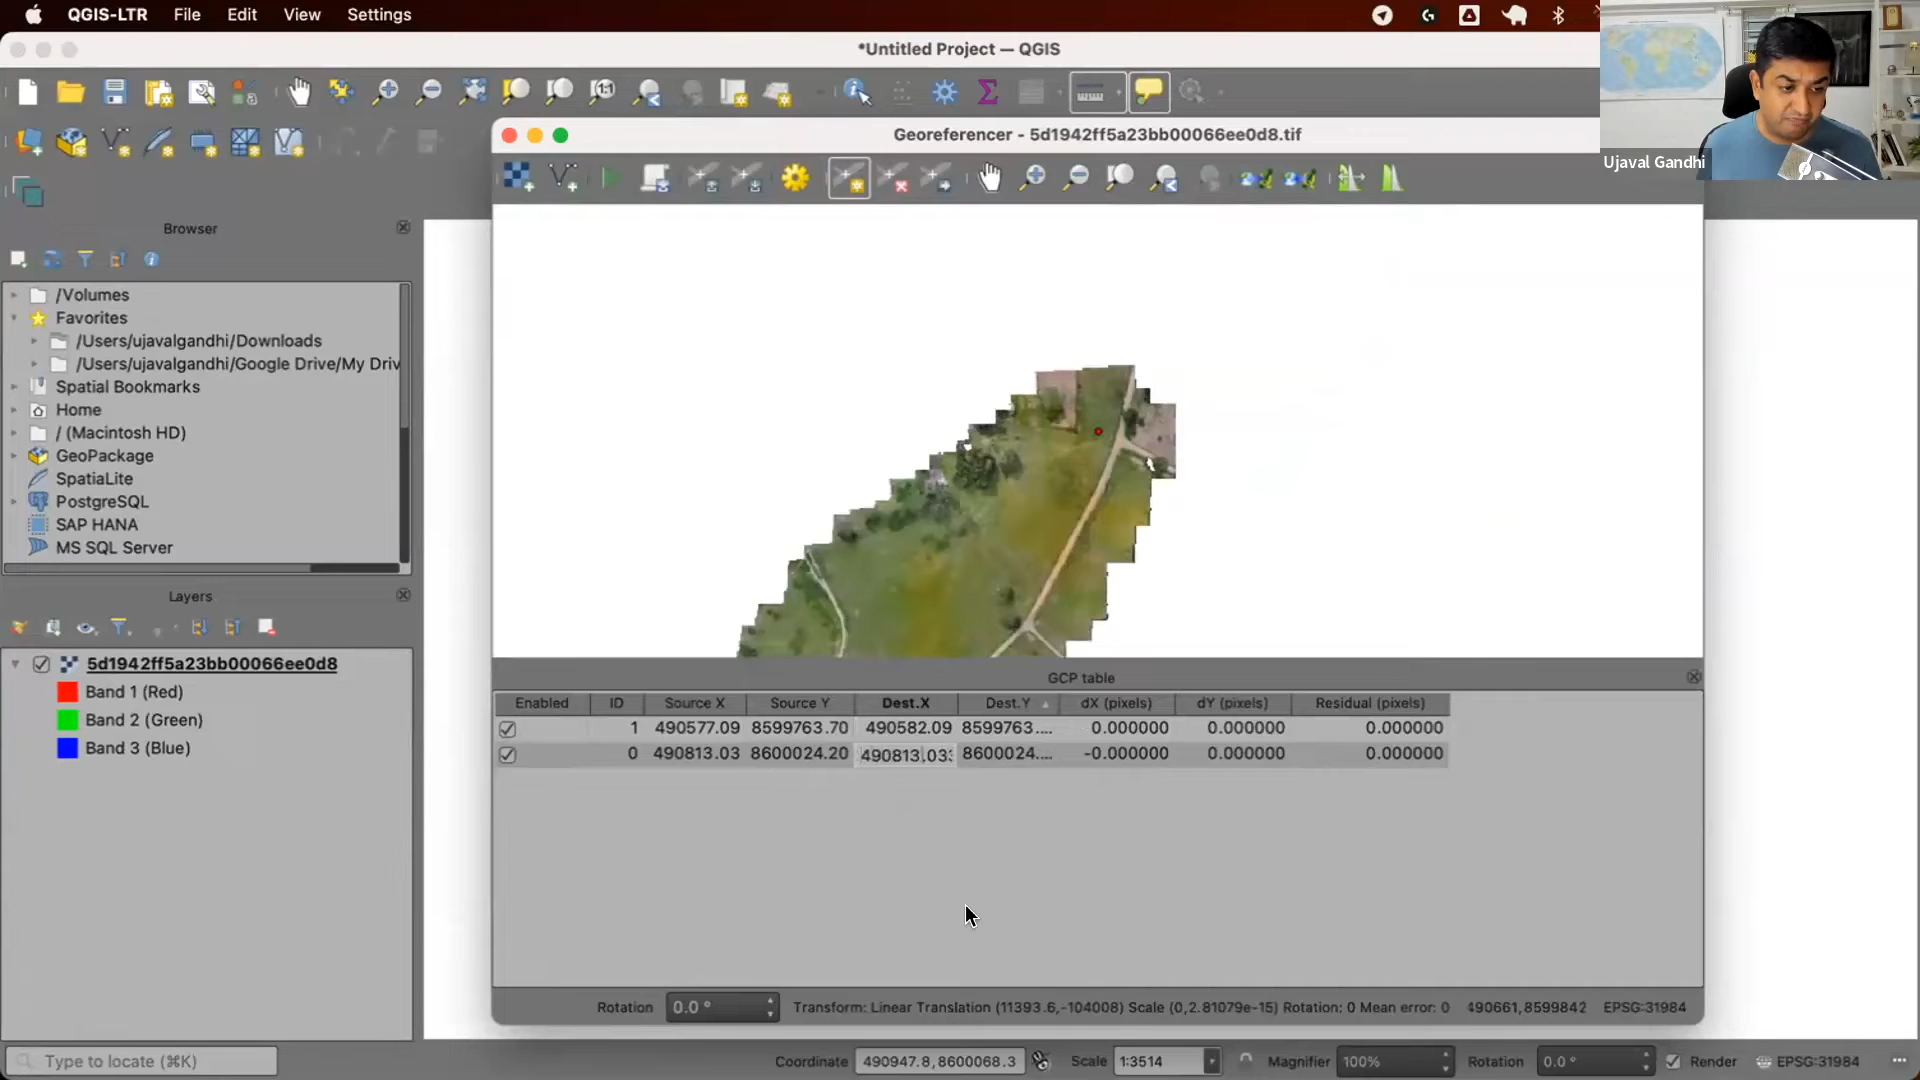 QGIS-LTR File Edit View Settings
*Untitled Project — QGIS
Ujaval Gandhi
Georeferencer - 5d1942ff5a23bb00066ee0d8.tif
Browser
/Volumes
Favorites
/Users/ujavalgandhi/Downloads
/Users/ujavalgandhi/Google Drive/My Driv
Spatial Bookmarks
Home
/ (Macintosh HD)
GeoPackage
SpatiaLite
PostgreSQL
SAP HANA
MS SQL Server
Layers
5d1942ff5a23bb00066ee0d8
Band 1 (Red)
Band 2 (Green)
Band 3 (Blue)
GCP table
Enabled ID Source X Source Y Dest.X Dest.Y dX (pixels) dY (pixels) Residual (pixels)
1 490577.09 8599763.70 490582.09 8599763.... 0.000000 0.000000 0.000000
0 490813.03 8600024.20 490813.03 8600024.... -0.000000 0.000000 0.000000
Rotation 0.0 ° Transform: Linear Translation (11393.6,-104008) Scale (0,2.81079e-15) Rotation: 0 Mean error: 0 490661,8599842 EPSG:31984
Type to locate (⌘K) Coordinate 490947.8,8600068.3 Scale 1:3514 Magnifier 100% Rotation 0.0 ° Render EPSG:31984